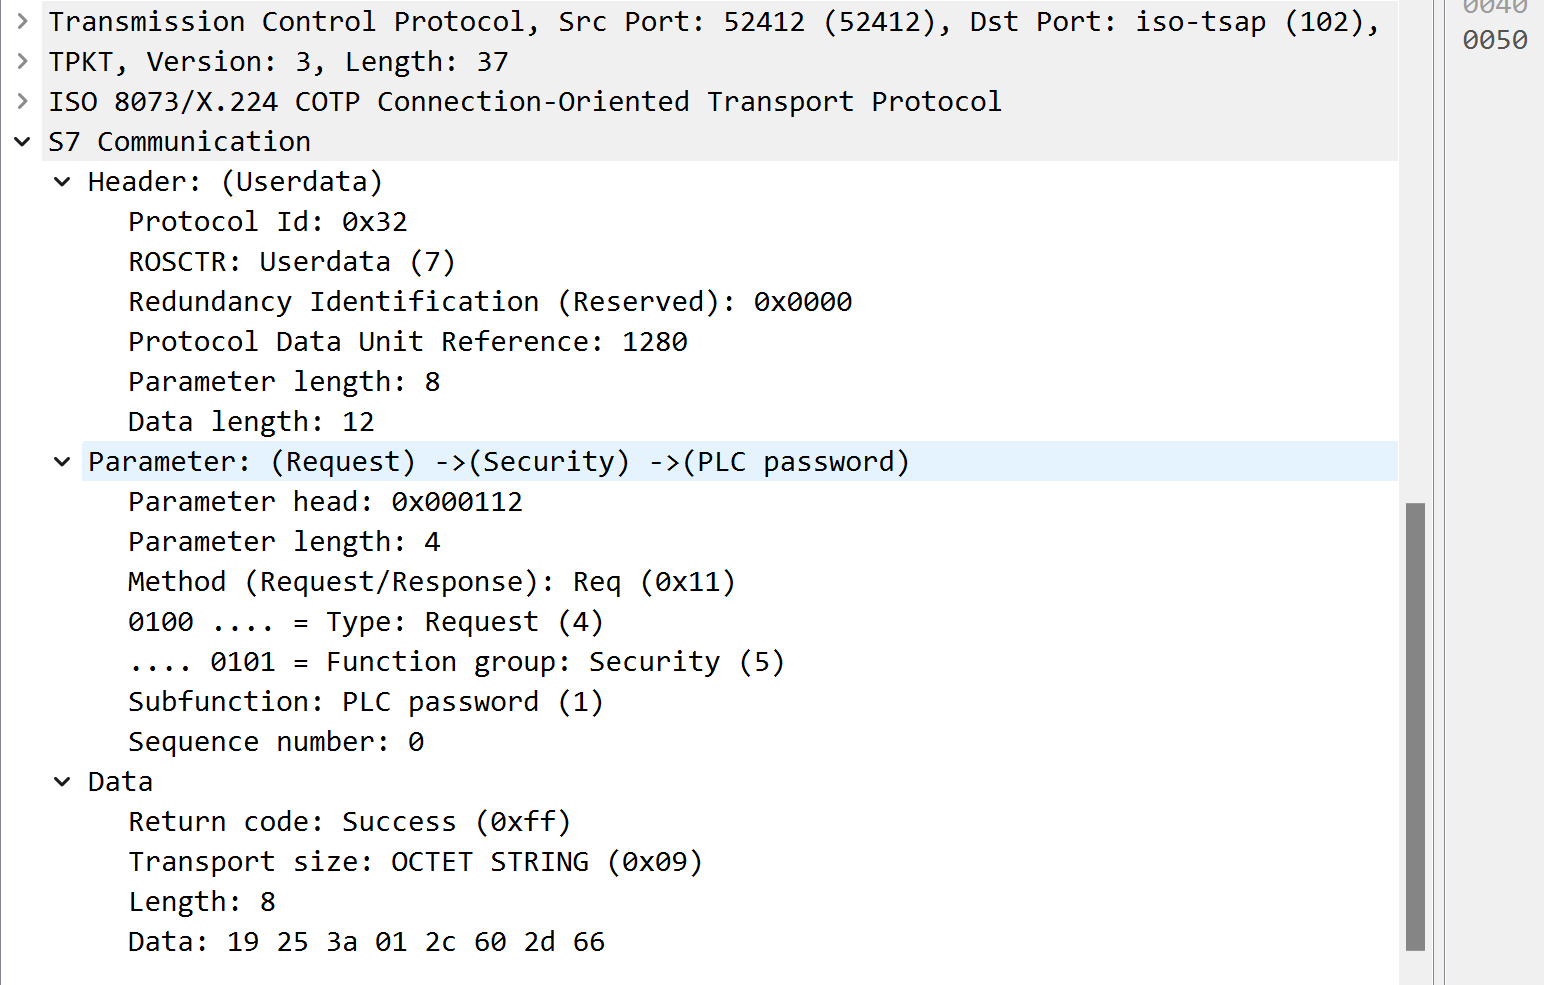 Transmission Control Protocol, Src Port: 52412 (52412), Dst Port: iso-tsap (102),
TPKT, Version: 3, Length: 37
ISO 8073/X.224 COTP Connection-Oriented Transport Protocol
S7 Communication
Header: (Userdata)
Protocol Id: 0x32
ROSCTR: Userdata (7)
Redundancy Identification (Reserved): 0x0000
Protocol Data Unit Reference: 1280
Parameter length: 8
Data length: 12
Parameter: (Request) ->(Security) ->(PLC password)
Parameter head: 0x000112
Parameter length: 4
Method (Request/Response): Req (0x11)
0100 .... = Type: Request (4)
.... 0101 = Function group: Security (5)
Subfunction: PLC password (1)
Sequence number: 0
Data
Return code: Success (0xff)
Transport size: OCTET STRING (0x09)
Length: 8
Data: 19 25 3a 01 2c 60 2d 66
0040
0050